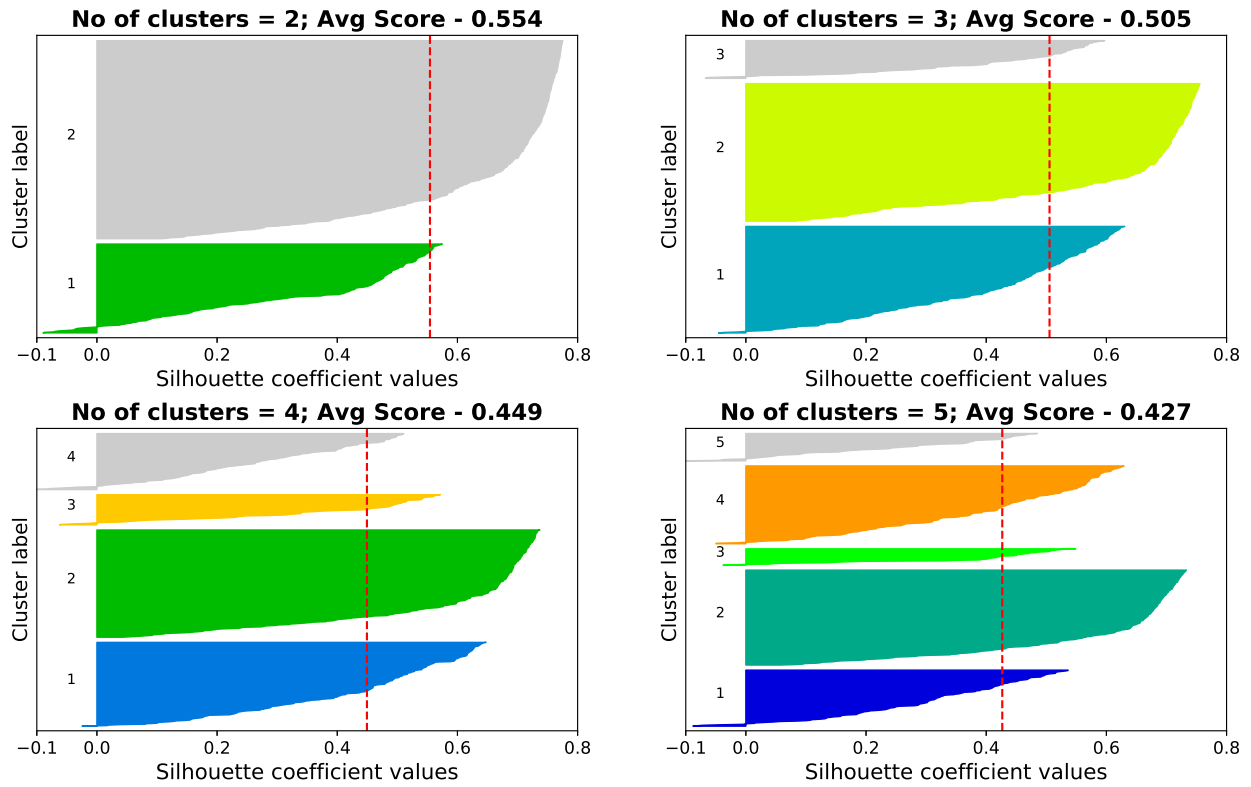 No of clusters = 2; Avg Score - 0.554
Cluster label
2
1
−0.1 0.0 0.2 0.4 0.6 0.8
Silhouette coefficient values
No of clusters = 3; Avg Score - 0.505
Cluster label
3
2
1
−0.1 0.0 0.2 0.4 0.6 0.8
Silhouette coefficient values
No of clusters = 4; Avg Score - 0.449
Cluster label
4
3
2
1
−0.1 0.0 0.2 0.4 0.6 0.8
Silhouette coefficient values
No of clusters = 5; Avg Score - 0.427
Cluster label
5
4
3
2
1
−0.1 0.0 0.2 0.4 0.6 0.8
Silhouette coefficient values